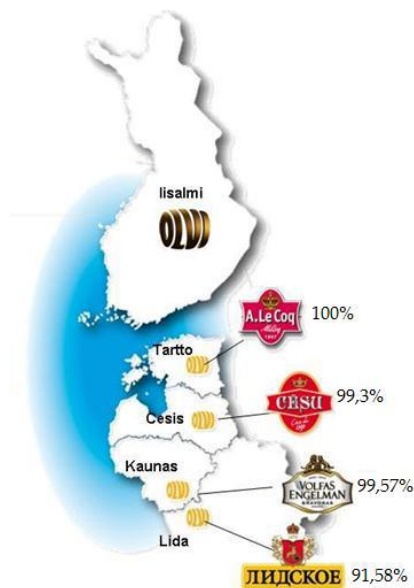 Iisalmi
OLVI
A. Le Coq
1807
100%
Tartto
CĒSU
99,3%
Cesis
Kaunas
VOLFAS
ENGELMAN
99,57%
Lida
ЛИДСКОЕ
91,58%